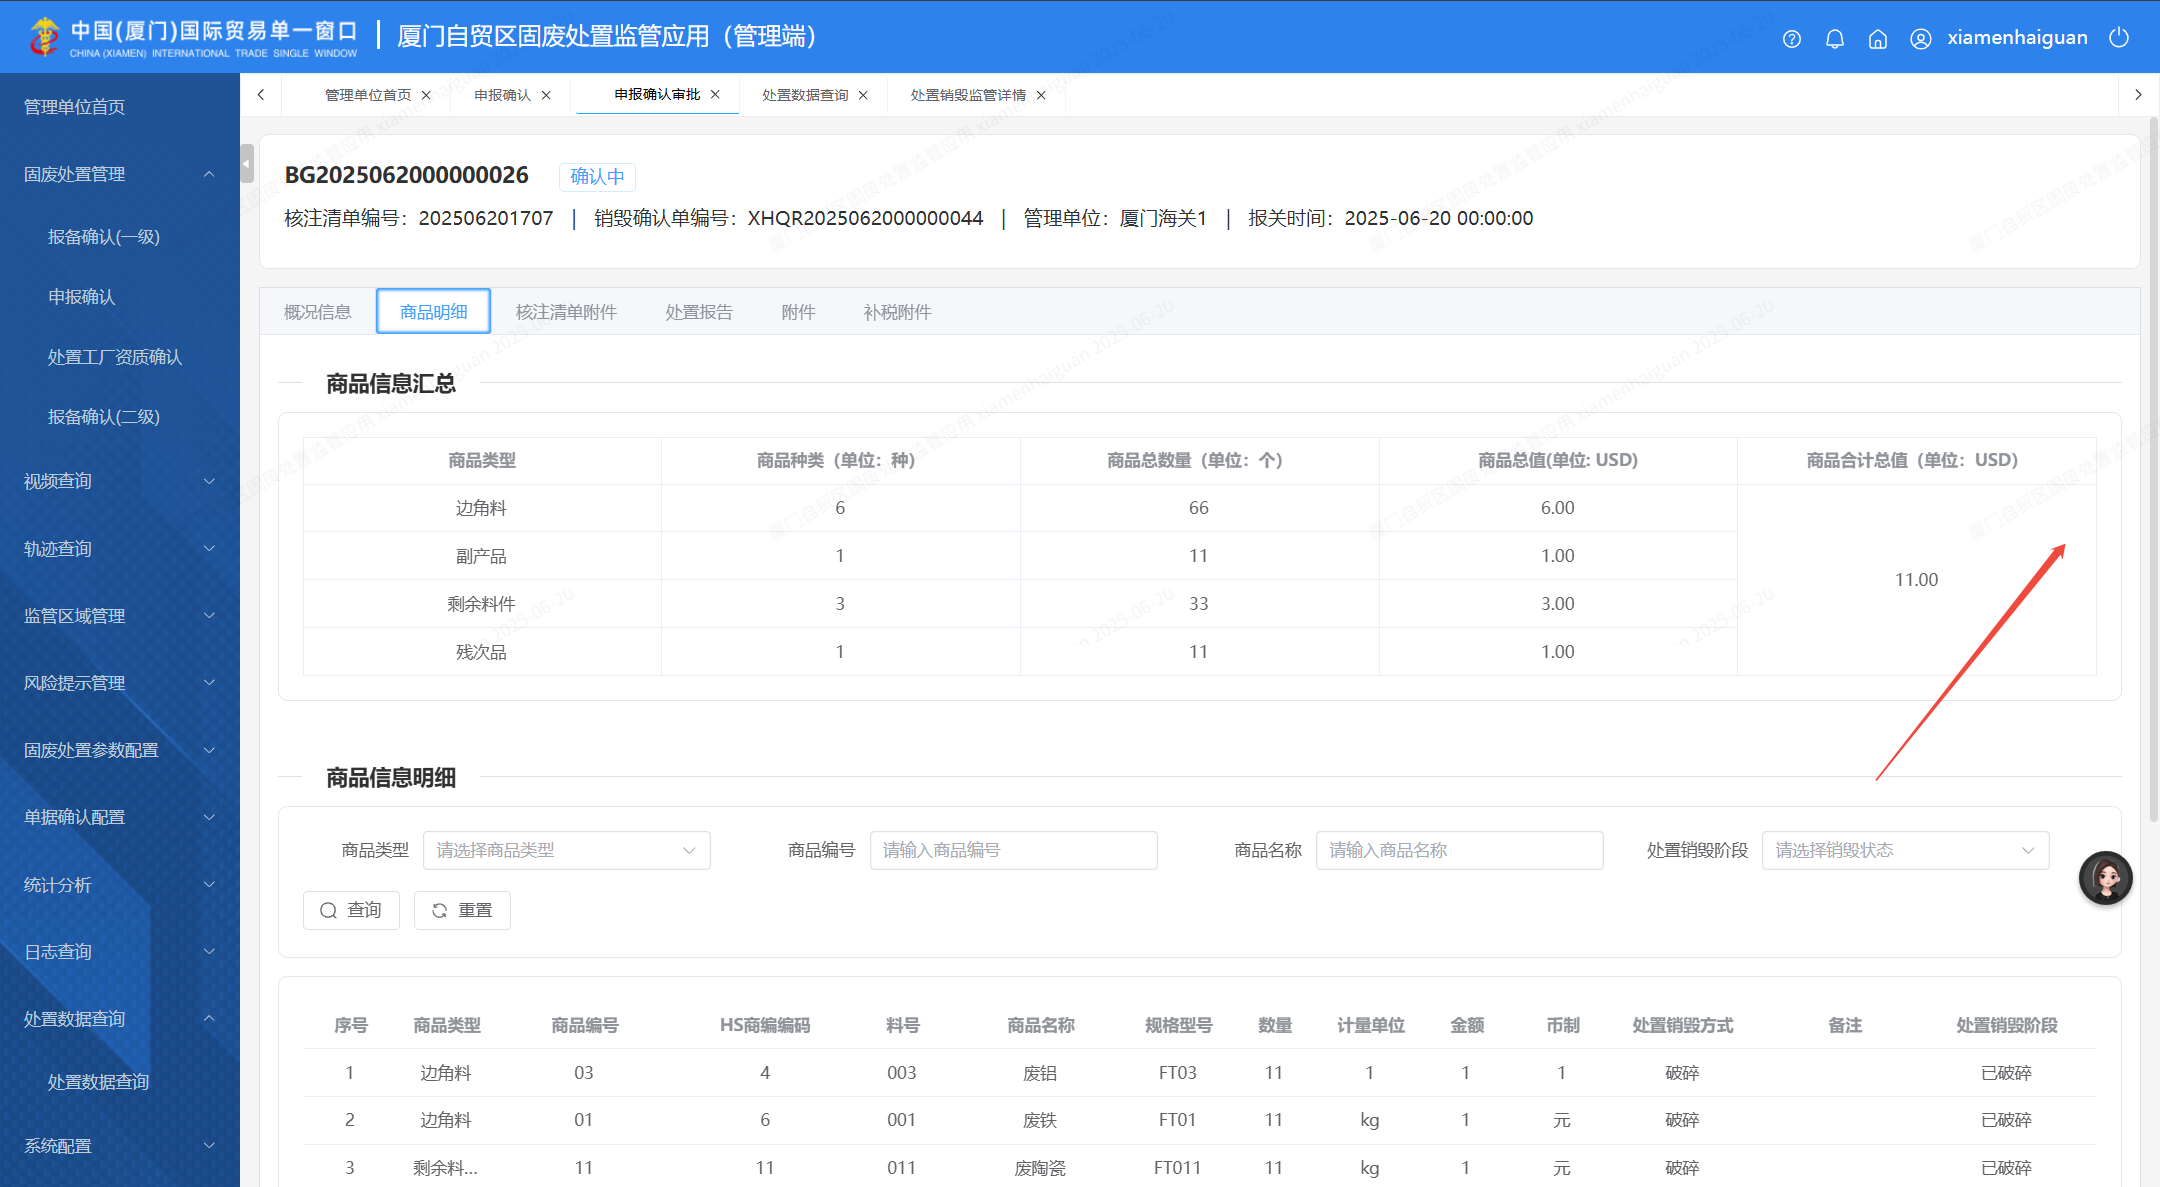 中国(厦门)国际贸易单一窗口
CHINA (XIAMEN) INTERNATIONAL TRADE SINGLE WINDOW
厦门自贸区固废处置监管应用（管理端）
xiamenhaiguan
管理单位首页
固废处置管理
报备确认(一级)
申报确认
处置工厂资质确认
报备确认(二级)
视频查询
轨迹查询
监管区域管理
风险提示管理
固废处置参数配置
单据确认配置
统计分析
日志查询
处置数据查询
处置数据查询
系统配置
管理单位首页 申报确认 申报确认审批 处置数据查询 处置销毁监管详情
BG2025062000000026 确认中
核注清单编号：202506201707 | 销毁确认单编号：XHQR2025062000000044 | 管理单位：厦门海关1 | 报关时间：2025-06-20 00:00:00
概况信息 商品明细 核注清单附件 处置报告 附件 补税附件
商品信息汇总
商品类型 商品种类（单位：种） 商品总数量（单位：个） 商品总值(单位: USD) 商品合计总值（单位：USD）
边角料 6 66 6.00
副产品 1 11 1.00
11.00
剩余料件 3 33 3.00
残次品 1 11 1.00
商品信息明细
商品类型 请选择商品类型 商品编号 请输入商品编号 商品名称 请输入商品名称 处置销毁阶段 请选择销毁状态
查询 重置
序号 商品类型 商品编号 HS商编编码 料号 商品名称 规格型号 数量 计量单位 金额 币制 处置销毁方式 备注 处置销毁阶段
1 边角料 03 4 003 废铝 FT03 11 1 1 1 破碎 已破碎
2 边角料 01 6 001 废铁 FT01 11 kg 1 元 破碎 已破碎
3 剩余料... 11 11 011 废陶瓷 FT011 11 kg 1 元 破碎 已破碎
厦门自贸区固废处置监管应用 xiamenhaiguan 2025-06-20